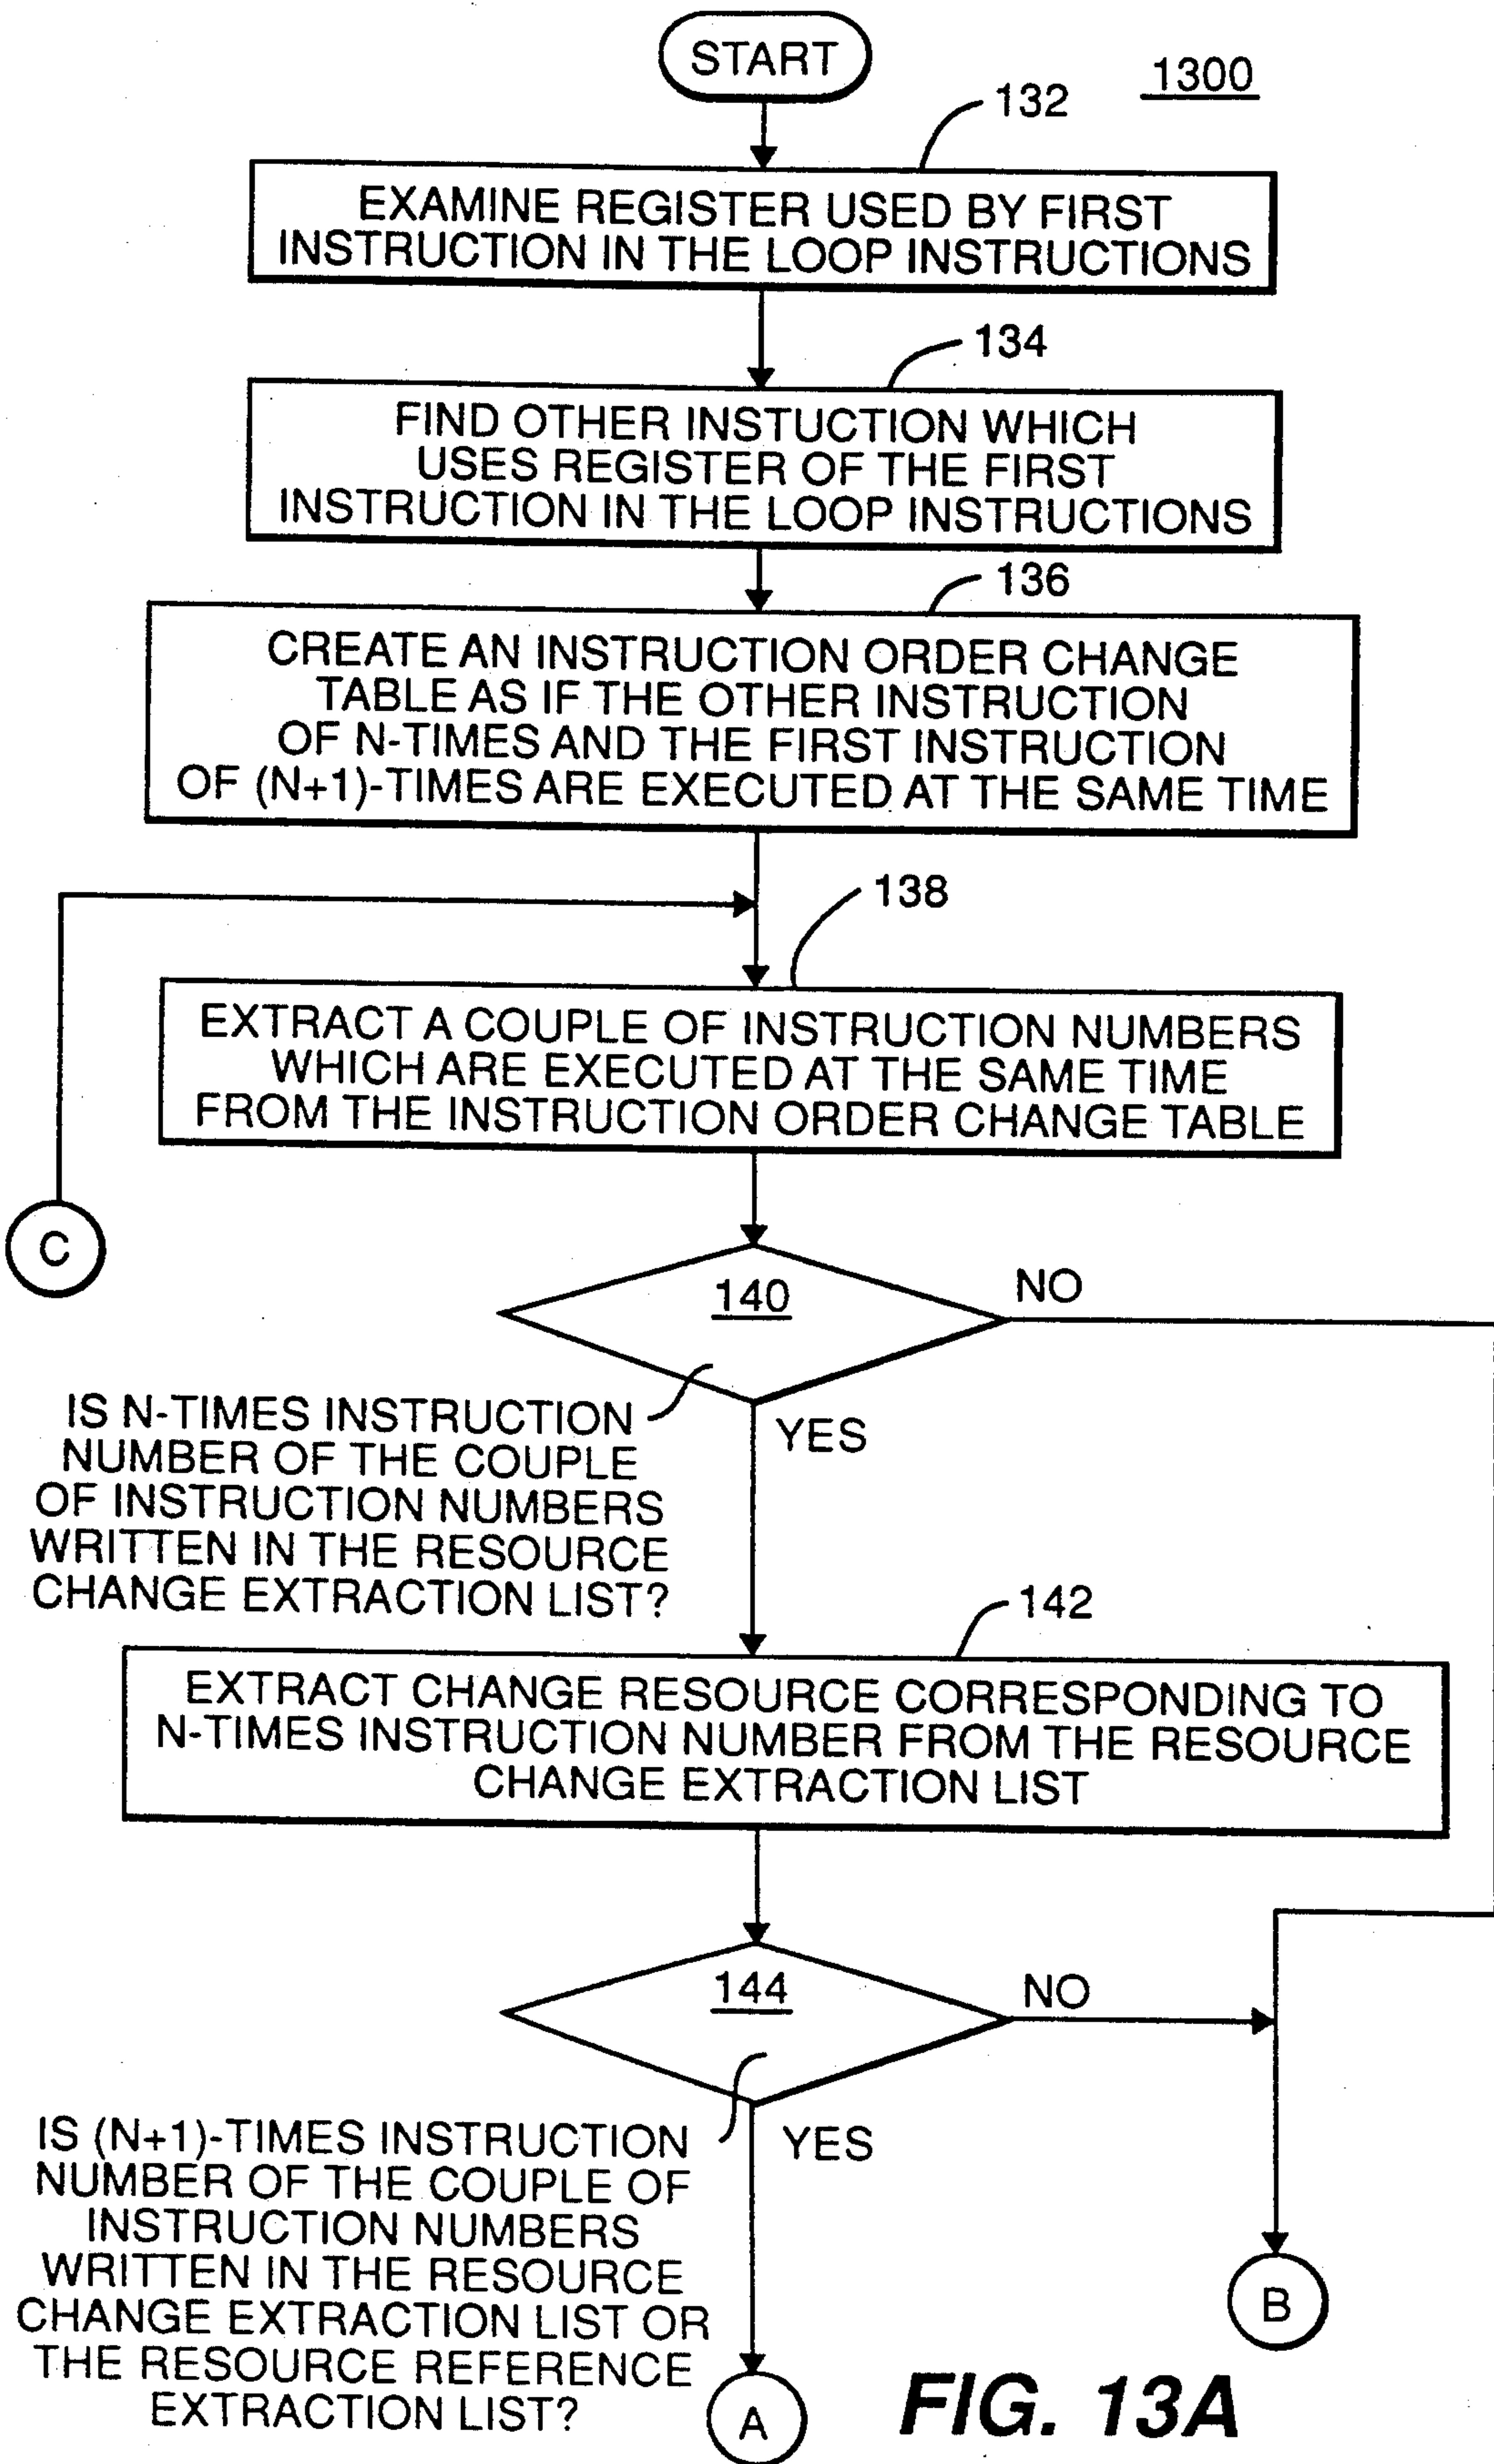 START
1300
132
EXAMINE REGISTER USED BY FIRST
INSTRUCTION IN THE LOOP INSTRUCTIONS
134
FIND OTHER INSTUCTION WHICH
USES REGISTER OF THE FIRST
INSTRUCTION IN THE LOOP INSTRUCTIONS
136
CREATE AN INSTRUCTION ORDER CHANGE
TABLE AS IF THE OTHER INSTRUCTION
OF N-TIMES AND THE FIRST INSTRUCTION
OF (N+1)-TIMES ARE EXECUTED AT THE SAME TIME
138
EXTRACT A COUPLE OF INSTRUCTION NUMBERS
WHICH ARE EXECUTED AT THE SAME TIME
FROM THE INSTRUCTION ORDER CHANGE TABLE
C
140
NO
IS N-TIMES INSTRUCTION
NUMBER OF THE COUPLE
OF INSTRUCTION NUMBERS
WRITTEN IN THE RESOURCE
CHANGE EXTRACTION LIST?
YES
142
EXTRACT CHANGE RESOURCE CORRESPONDING TO
N-TIMES INSTRUCTION NUMBER FROM THE RESOURCE
CHANGE EXTRACTION LIST
144
NO
IS (N+1)-TIMES INSTRUCTION
NUMBER OF THE COUPLE OF
INSTRUCTION NUMBERS
WRITTEN IN THE RESOURCE
CHANGE EXTRACTION LIST OR
THE RESOURCE REFERENCE
EXTRACTION LIST?
YES
B
A
FIG. 13A